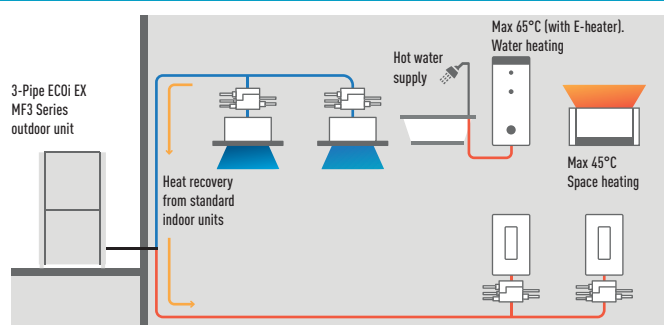 3-Pipe ECOi EX
MF3 Series
outdoor unit
Heat recovery
from standard
indoor units
Hot water
supply
Max 65°C (with E-heater).
Water heating
Max 45°C
Space heating